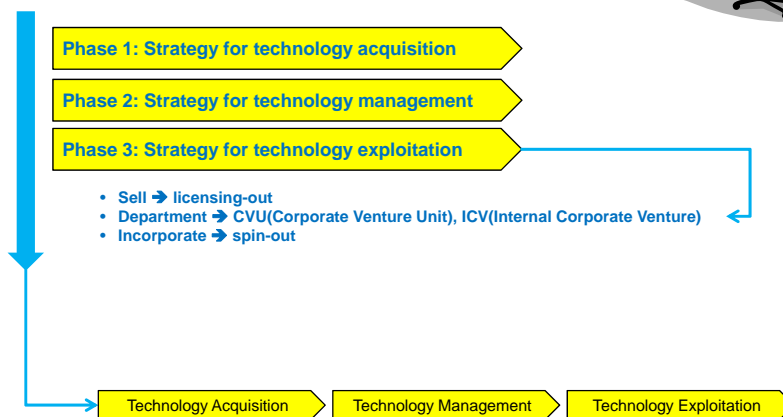 Phase 1: Strategy for technology acquisition
Phase 2: Strategy for technology management
Phase 3: Strategy for technology exploitation
• Sell ➔ licensing-out
• Department ➔ CVU(Corporate Venture Unit), ICV(Internal Corporate Venture)
• Incorporate ➔ spin-out
Technology Acquisition Technology Management Technology Exploitation